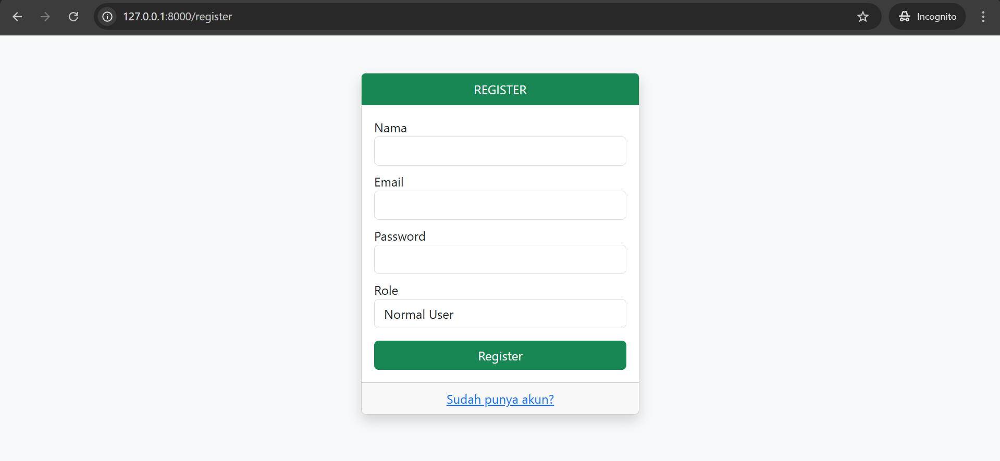 127.0.0.1:8000/register
Incognito
REGISTER
Nama
Email
Password
Role
Normal User
Register
Sudah punya akun?